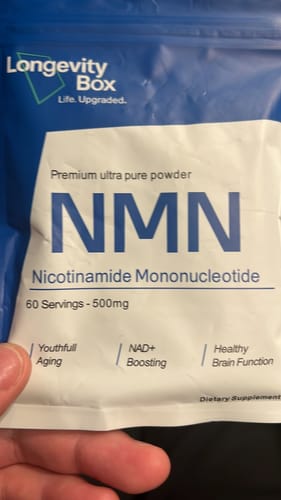 Longevity
Box
Life. Upgraded.
Premium ultra pure powder
NMN
Nicotinamide Mononucleotide
60 Servings - 500mg
Youthfull
Aging
NAD+
Boosting
Healthy
Brain Function
Dietary Supplement